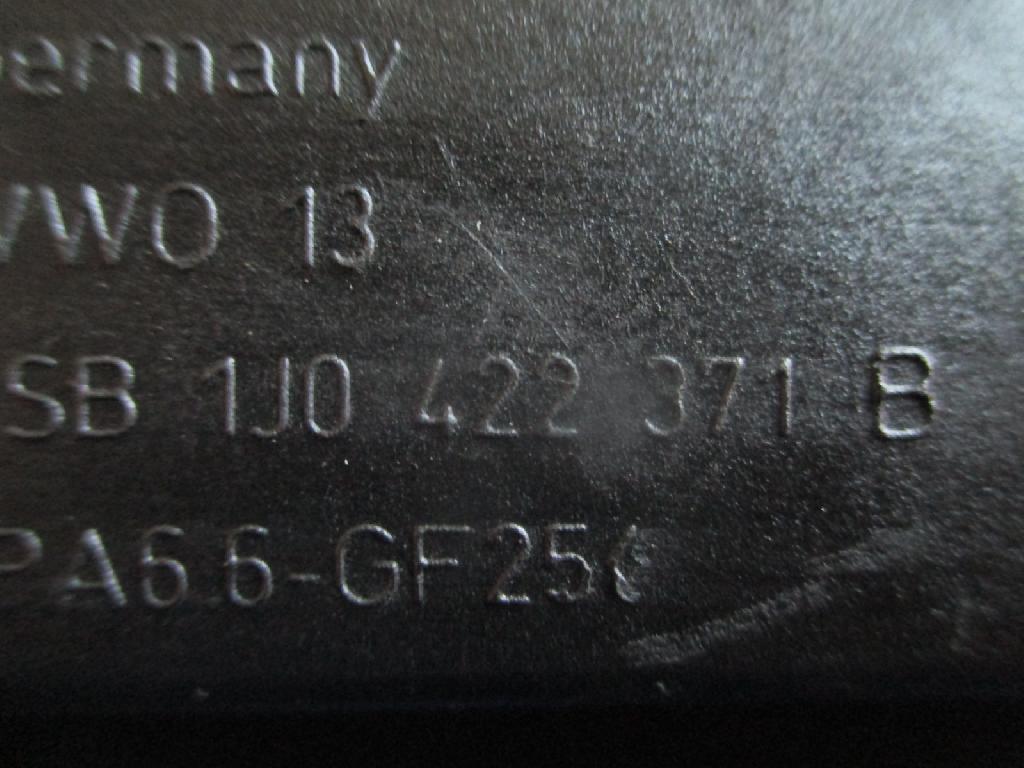 ermany
VWO 13
SB 1J0 422 371 B
PA6.6-GF25